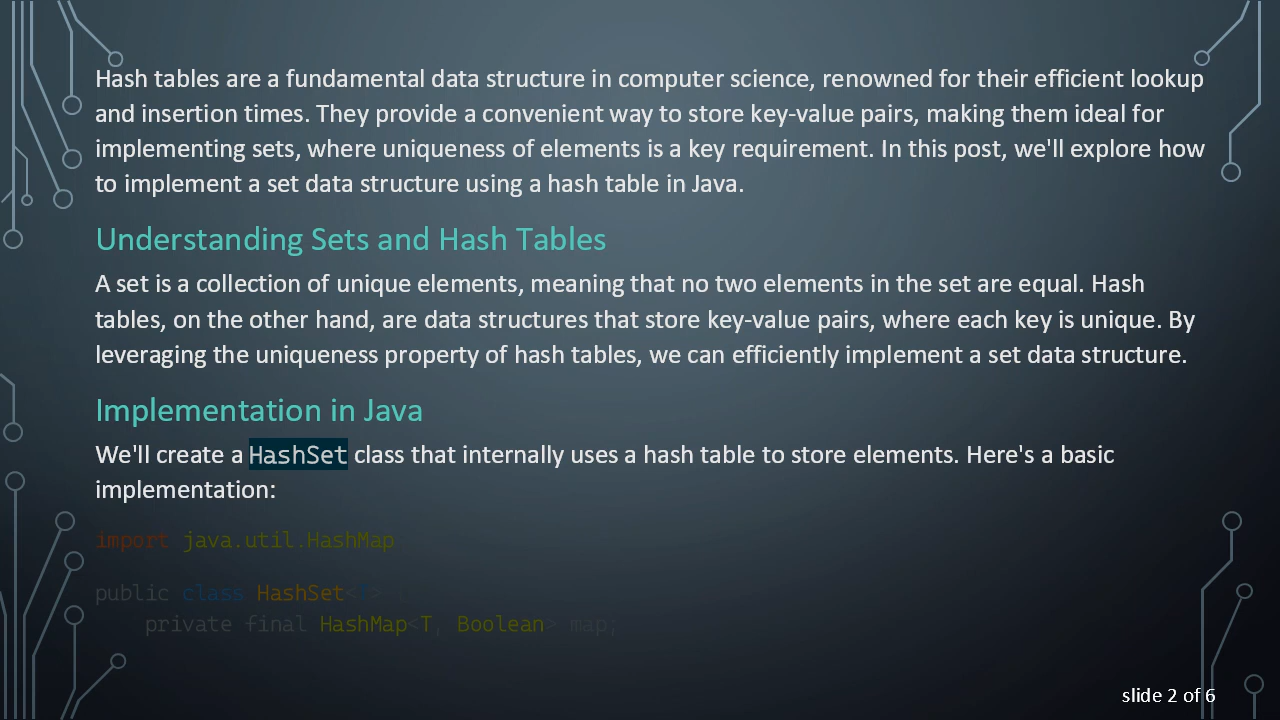 Hash tables are a fundamental data structure in computer science, renowned for their efficient lookup
and insertion times. They provide a convenient way to store key-value pairs, making them ideal for
implementing sets, where uniqueness of elements is a key requirement. In this post, we'll explore how
to implement a set data structure using a hash table in Java.
Understanding Sets and Hash Tables
A set is a collection of unique elements, meaning that no two elements in the set are equal. Hash
tables, on the other hand, are data structures that store key-value pairs, where each key is unique. By
leveraging the uniqueness property of hash tables, we can efficiently implement a set data structure.
Implementation in Java
We'll create a HashSet class that internally uses a hash table to store elements. Here's a basic
implementation:
import java.util.HashMap
public class HashSet<T> {
private final HashMap<T, Boolean> map;
slide 2 of 6